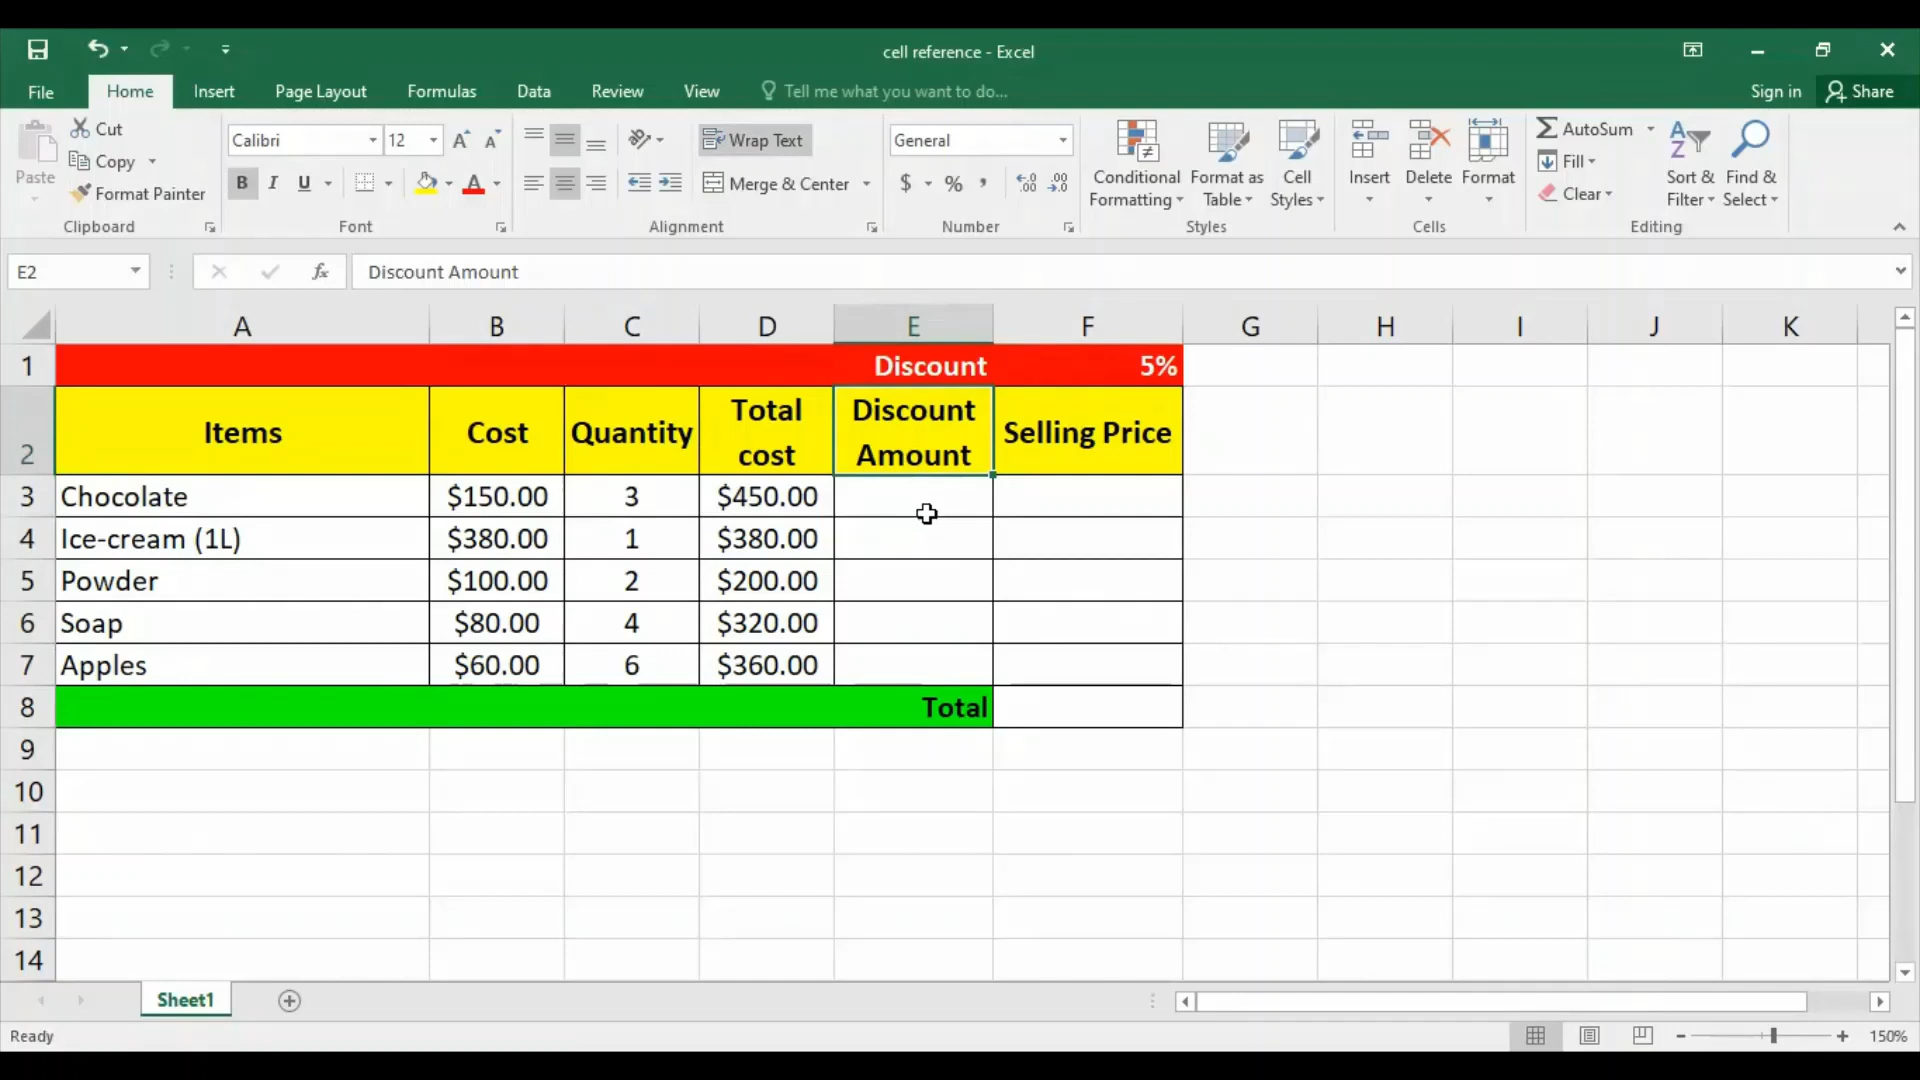 cell reference - Excel
File Home Insert Page Layout Formulas Data Review View Tell me what you want to do... Sign in Share
Paste Cut Copy Format Painter Clipboard
Calibri 12 B I U A Font
Wrap Text Merge & Center Alignment
General $ % , Number
Conditional Formatting Format as Table Cell Styles Styles
Insert Delete Format Cells
AutoSum Fill Clear Sort & Filter Find & Select Editing
E2 fx Discount Amount
A B C D E F G H I J K
1 Discount 5%
2 Items Cost Quantity Total cost Discount Amount Selling Price
3 Chocolate $150.00 3 $450.00
4 Ice-cream (1L) $380.00 1 $380.00
5 Powder $100.00 2 $200.00
6 Soap $80.00 4 $320.00
7 Apples $60.00 6 $360.00
8 Total
9
10
11
12
13
14
Sheet1
Ready 150%